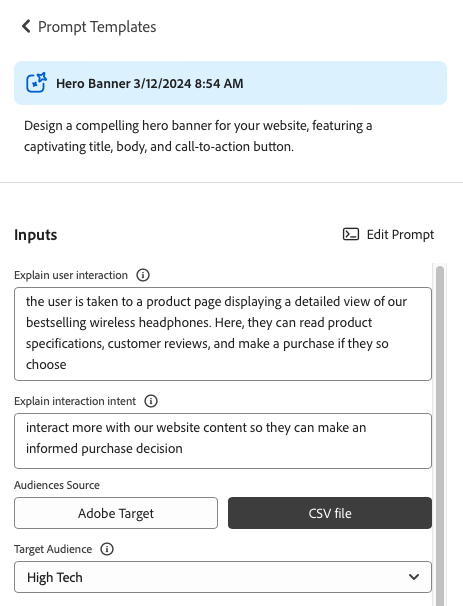 Prompt Templates
Hero Banner 3/12/2024 8:54 AM
Design a compelling hero banner for your website, featuring a
captivating title, body, and call-to-action button.
Inputs
Edit Prompt
Explain user interaction
the user is taken to a product page displaying a detailed view of our
bestselling wireless headphones. Here, they can read product
specifications, customer reviews, and make a purchase if they so
choose
Explain interaction intent
interact more with our website content so they can make an
informed purchase decision
Audiences Source
Adobe Target
CSV file
Target Audience
High Tech